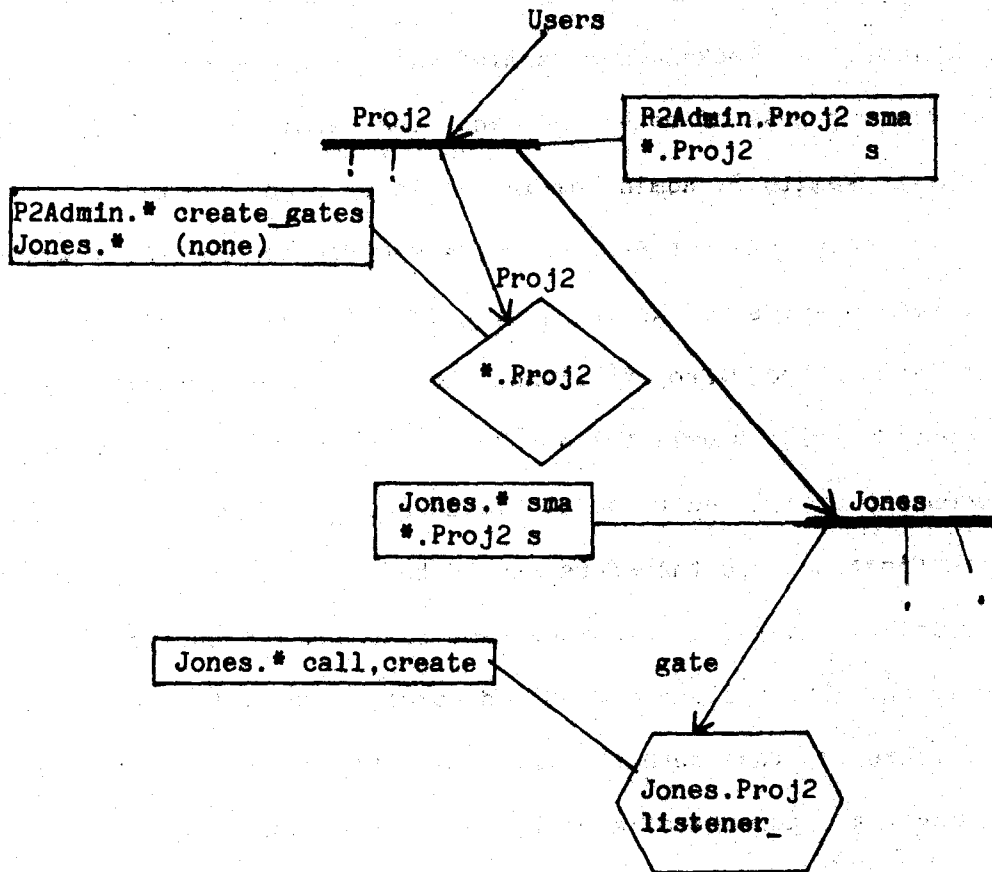 Users
Proj2
P2Admin.Proj2 sma
*.Proj2 s
P2Admin.* create_gates
Jones.* (none)
Proj2
*.Proj2
Jones.* sma
*.Proj2 s
Jones
Jones.* call,create
gate
Jones.Proj2
listener_